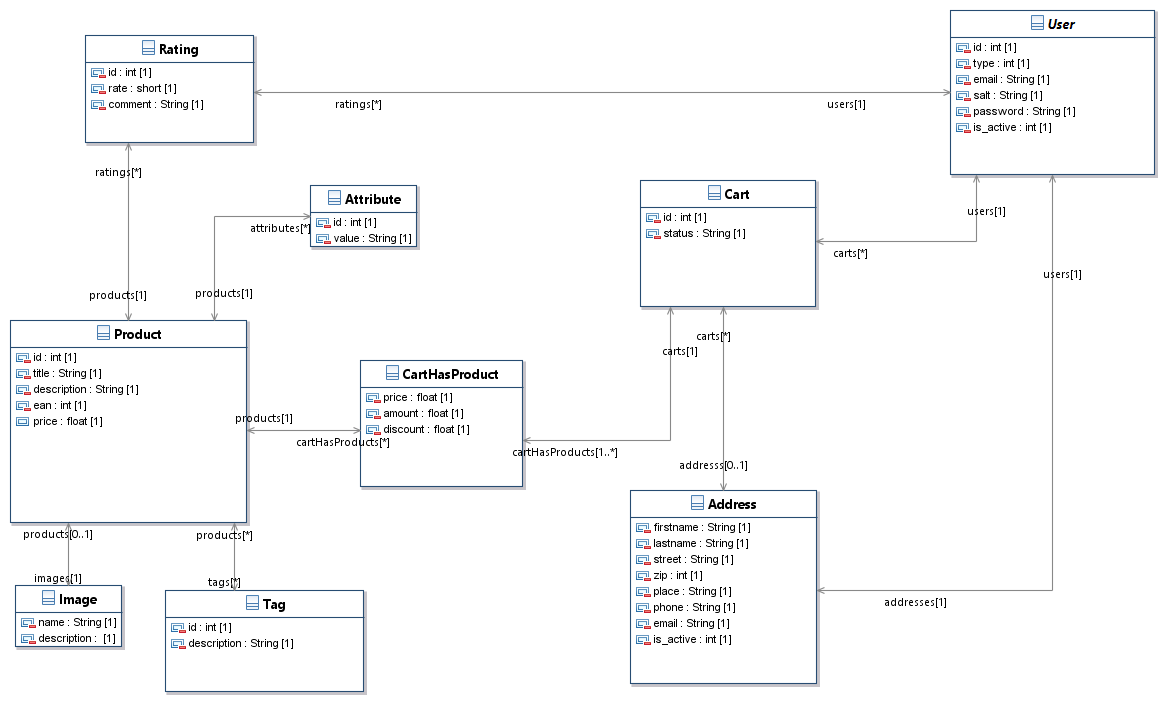 User
id : int [1]
type : int [1]
email : String [1]
salt : String [1]
password : String [1]
is_active : int [1]
Rating
id : int [1]
rate : short [1]
comment : String [1]
ratings[*]
users[1]
ratings[*]
products[1]
Attribute
id : int [1]
value : String [1]
attributes[*]
products[1]
Cart
id : int [1]
status : String [1]
users[1]
carts[*]
users[1]
carts[*]
carts[1]
Product
id : int [1]
title : String [1]
description : String [1]
ean : int [1]
price : float [1]
CartHasProduct
price : float [1]
amount : float [1]
discount : float [1]
products[1]
cartHasProducts[*]
cartHasProducts[1..*]
addresss[0..1]
Address
firstname : String [1]
lastname : String [1]
street : String [1]
zip : int [1]
place : String [1]
phone : String [1]
email : String [1]
is_active : int [1]
addresses[1]
products[0..1]
images[1]
products[*]
tags[*]
Image
name : String [1]
description : [1]
Tag
id : int [1]
description : String [1]